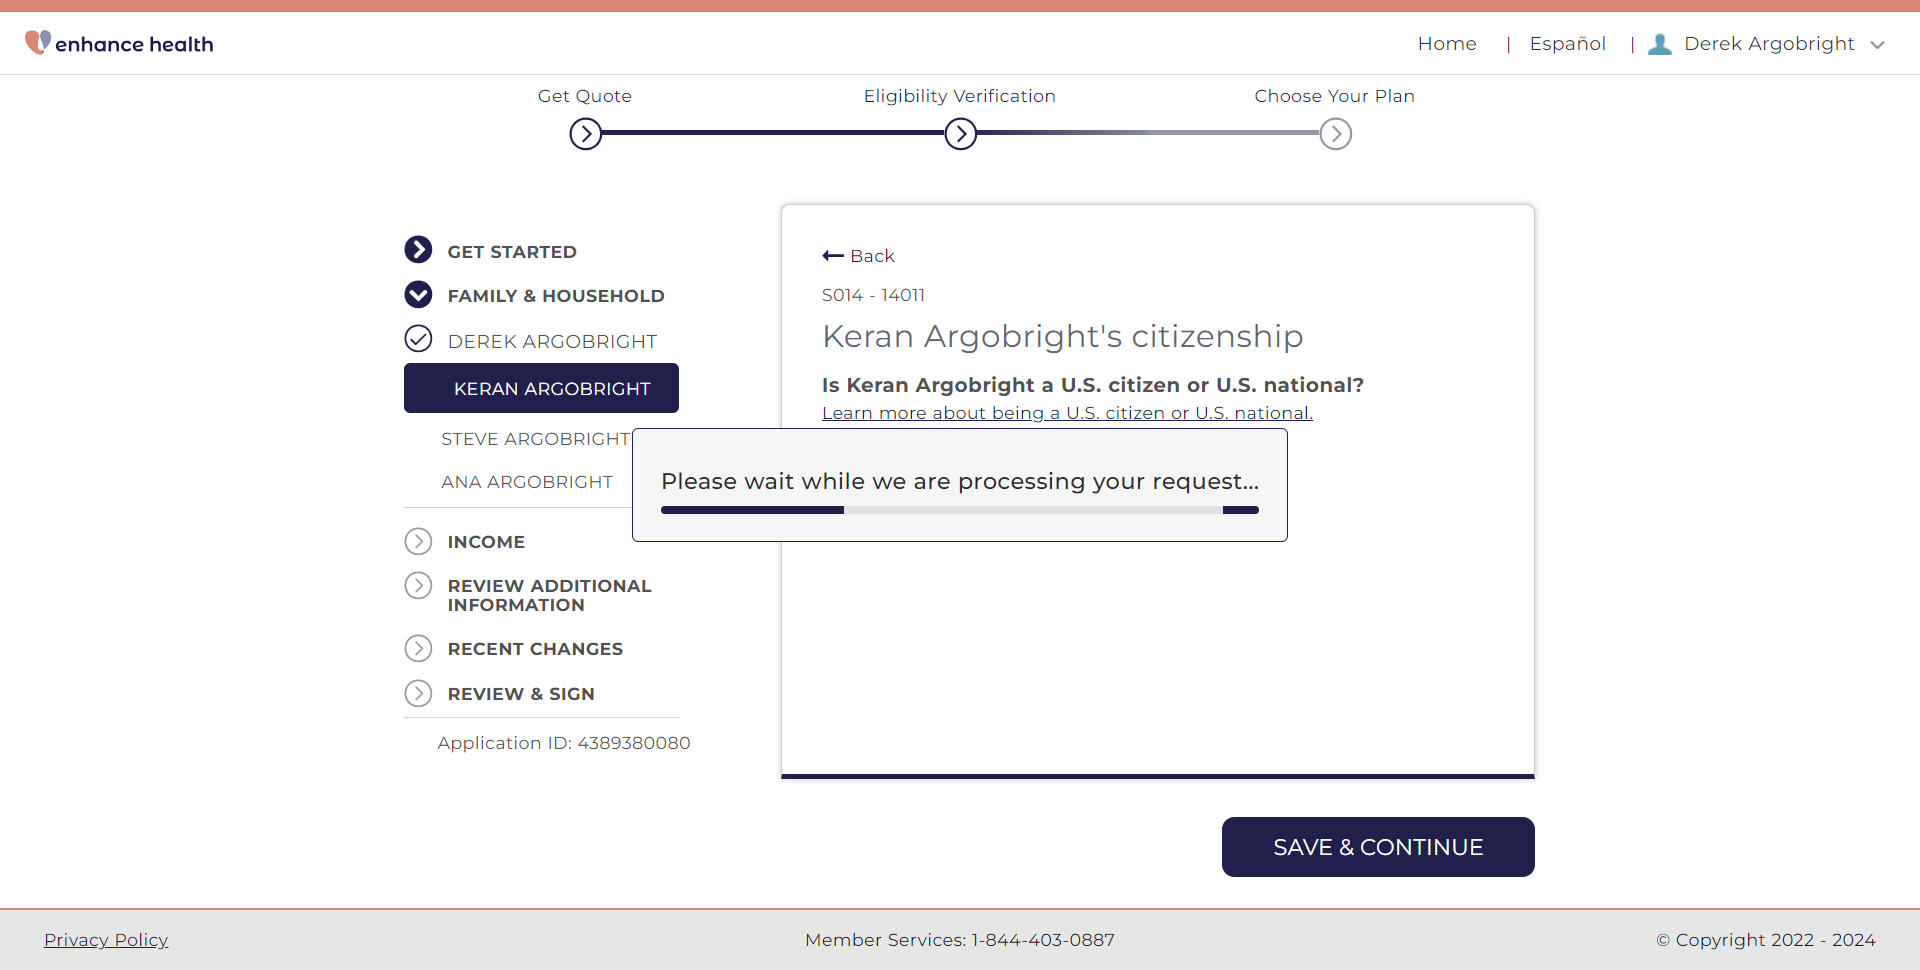 enhance health
Home | Español | Derek Argobright
Get Quote
Eligibility Verification
Choose Your Plan
GET STARTED
FAMILY & HOUSEHOLD
DEREK ARGOBRIGHT
KERAN ARGOBRIGHT
STEVE ARGOBRIGHT
ANA ARGOBRIGHT
INCOME
REVIEW ADDITIONAL
INFORMATION
RECENT CHANGES
REVIEW & SIGN
Application ID: 4389380080
Back
S014 - 14011
Keran Argobright's citizenship
Is Keran Argobright a U.S. citizen or U.S. national?
Learn more about being a U.S. citizen or U.S. national.
Please wait while we are processing your request...
SAVE & CONTINUE
Privacy Policy
Member Services: 1-844-403-0887
© Copyright 2022 - 2024